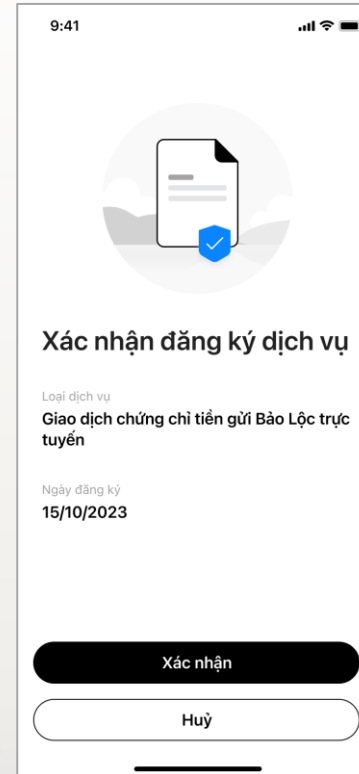 9:41
Xác nhận đăng ký dịch vụ
Loại dịch vụ
Giao dịch chứng chỉ tiền gửi Bảo Lộc trực
tuyến
Ngày đăng ký
15/10/2023
Xác nhận
Huỷ